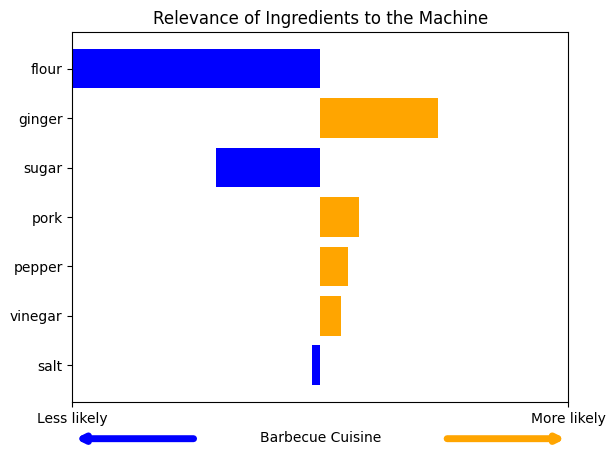 Relevance of Ingredients to the Machine
flour
ginger
sugar
pork
pepper
vinegar
salt
Less likely More likely
Barbecue Cuisine